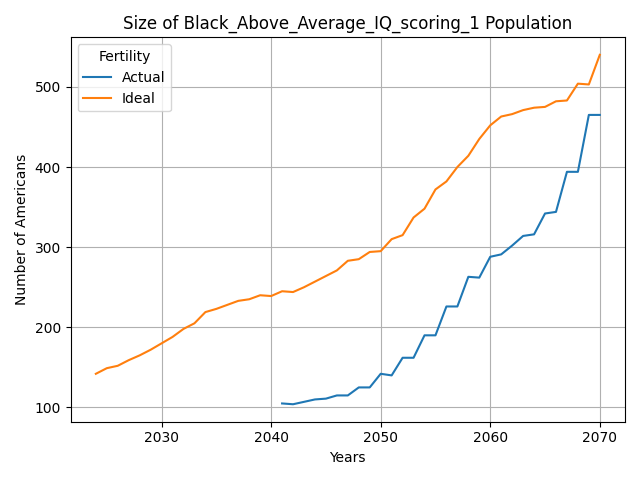 Size of Black_Above_Average_IQ_scoring_1 Population
Fertility
Actual
Ideal
500
400
300
200
100
Number of Americans
2030
2040
2050
2060
2070
Years